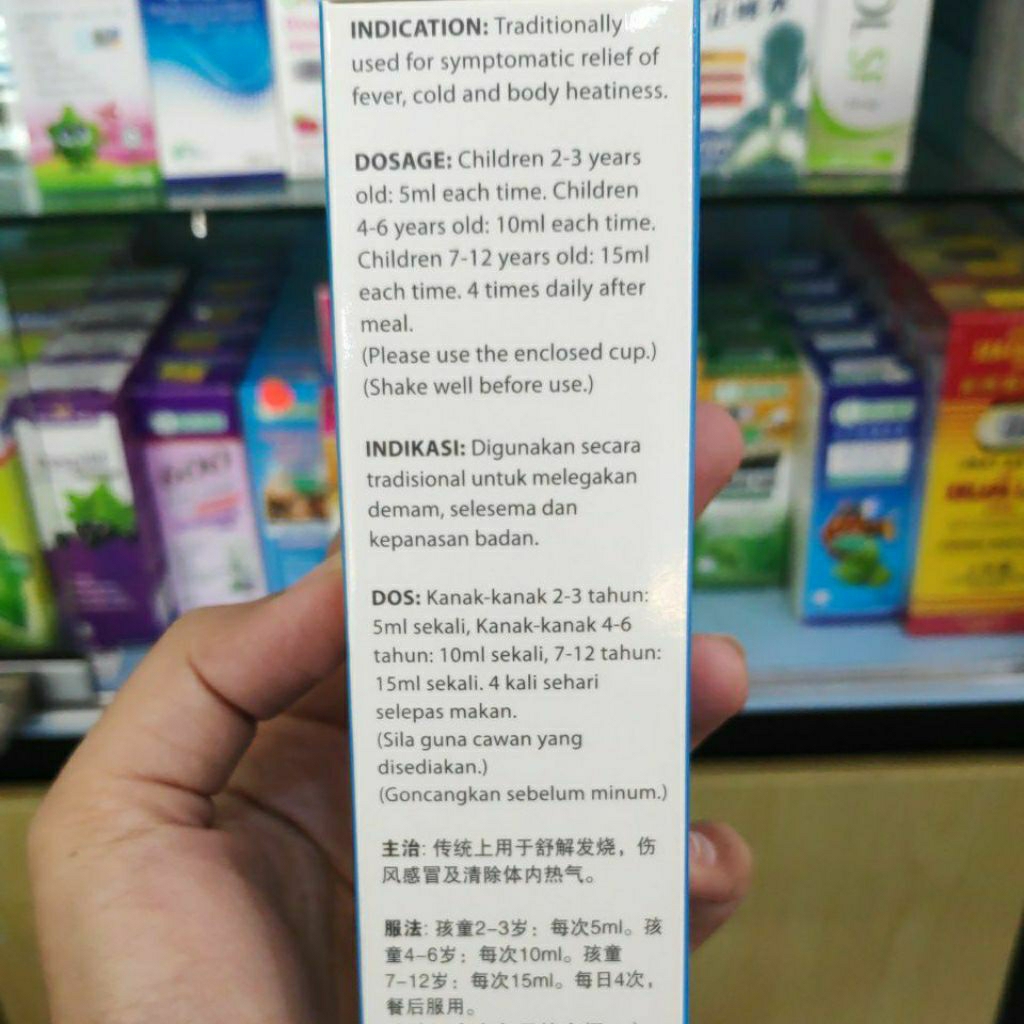 INDICATION: Traditionally
used for symptomatic relief of
fever, cold and body heatiness.
DOSAGE: Children 2-3 years
old: 5ml each time. Children
4-6 years old: 10ml each time.
Children 7-12 years old: 15ml
each time. 4 times daily after
meal.
(Please use the enclosed cup.)
(Shake well before use.)
INDIKASI: Digunakan secara
tradisional untuk melegakan
demam, selesema dan
kepanasan badan.
DOS: Kanak-kanak 2-3 tahun:
5ml sekali, Kanak-kanak 4-6
tahun: 10ml sekali, 7-12 tahun:
15ml sekali. 4 kali sehari
selepas makan.
(Sila guna cawan yang
disediakan.)
(Goncangkan sebelum minum.)
主治: 传统上用于舒解发烧，伤
风感冒及清除体内热气。
服法: 孩童2–3岁：每次5ml。孩
童4–6岁：每次10ml。孩童
7–12岁：每次15ml。每日4次，
餐后服用。